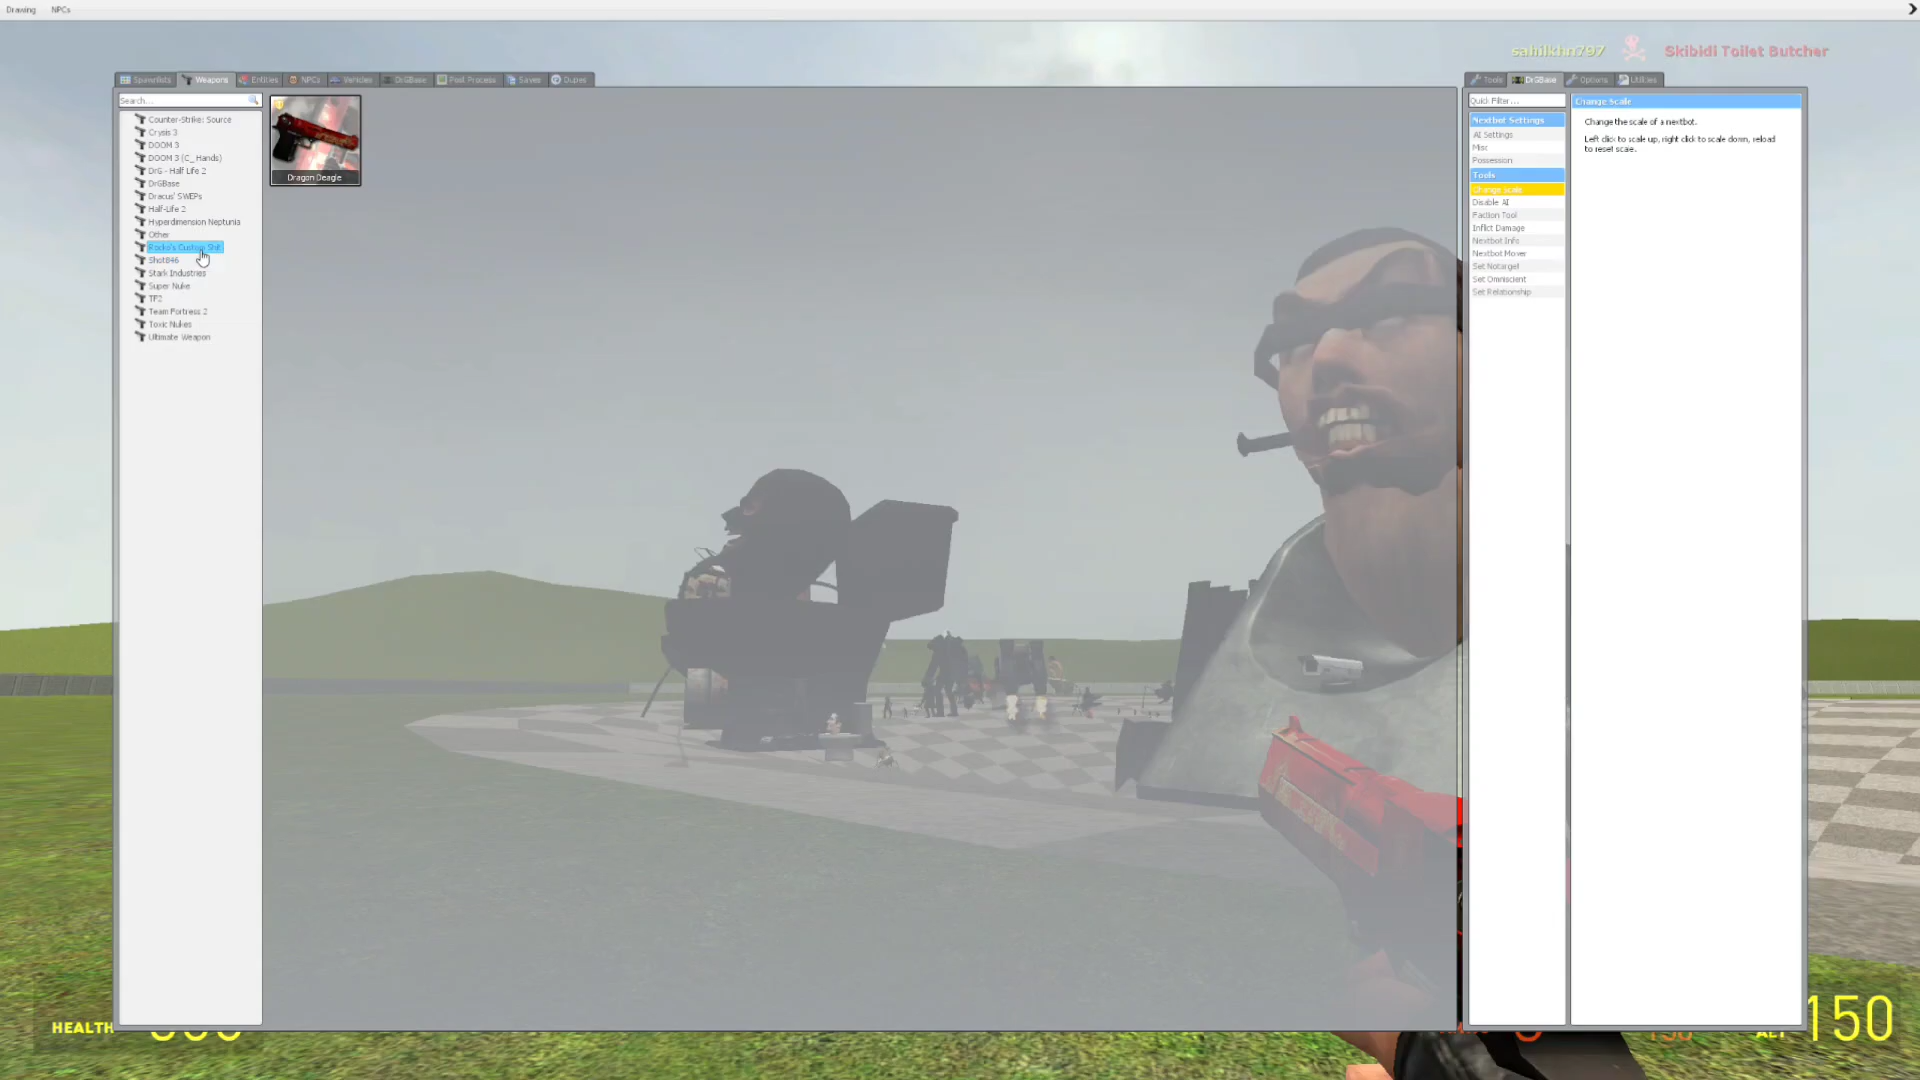 Drawing NPCs
sahilkhn797 Skibidi Toilet Butcher
Spawnlists Weapons Entities NPCs Vehicles DrGBase Post Process Saves Dupes
Tools DrGBase Options Utilities
Search...
Counter-Strike: Source
Crysis 3
DOOM 3
DOOM 3 (C_Hands)
DrG - Half Life 2
DrGBase
Dracus' SWEPs
Half-Life 2
Hyperdimension Neptunia
Other
Rocko's Custom Shit
Shot846
Stark Industries
Super Nuke
TF2
Team Fortress 2
Toxic Nukes
Ultimate Weapon
Dragon Deagle
Quick Filter...
Nextbot Settings
AI Settings
Misc
Possession
Tools
Change Scale
Disable AI
Faction Tool
Inflict Damage
Nextbot Info
Nextbot Mover
Set Notarget
Set Omniscient
Set Relationship
Change Scale
Change the scale of a nextbot.
Left click to scale up, right click to scale down, reload
to reset scale.
HEALTH
ALT 150